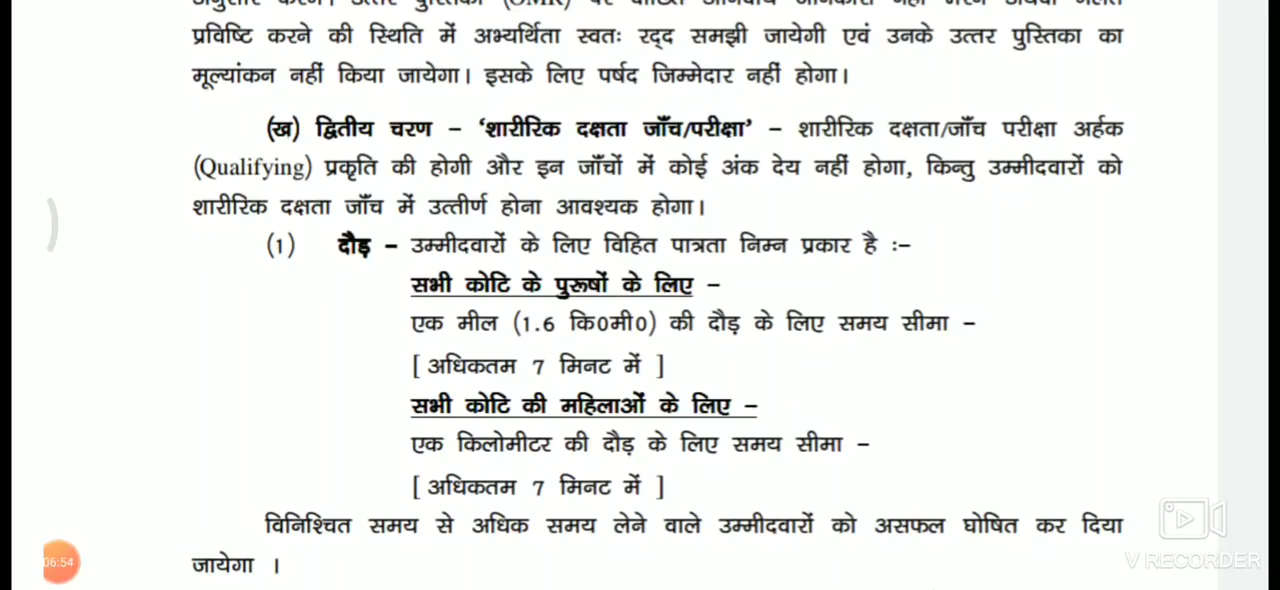 प्रविष्टि करने की स्थिति में अभ्यर्थिता स्वतः रद्द समझी जायेगी एवं उनके उत्तर पुस्तिका का
मूल्यांकन नहीं किया जायेगा। इसके लिए पर्षद जिम्मेदार नहीं होगा।
(ख) द्वितीय चरण – ‘शारीरिक दक्षता जाँच/परीक्षा’ – शारीरिक दक्षता/जाँच परीक्षा अर्हक
(Qualifying) प्रकृति की होगी और इन जाँचों में कोई अंक देय नहीं होगा, किन्तु उम्मीदवारों को
शारीरिक दक्षता जाँच में उत्तीर्ण होना आवश्यक होगा।
(1) दौड़ – उम्मीदवारों के लिए विहित पात्रता निम्न प्रकार है :–
सभी कोटि के पुरूषों के लिए –
एक मील (1.6 कि0मी0) की दौड़ के लिए समय सीमा –
[ अधिकतम 7 मिनट में ]
सभी कोटि की महिलाओं के लिए –
एक किलोमीटर की दौड़ के लिए समय सीमा –
[ अधिकतम 7 मिनट में ]
विनिश्चित समय से अधिक समय लेने वाले उम्मीदवारों को असफल घोषित कर दिया
जायेगा ।
06:54
V RECORDER